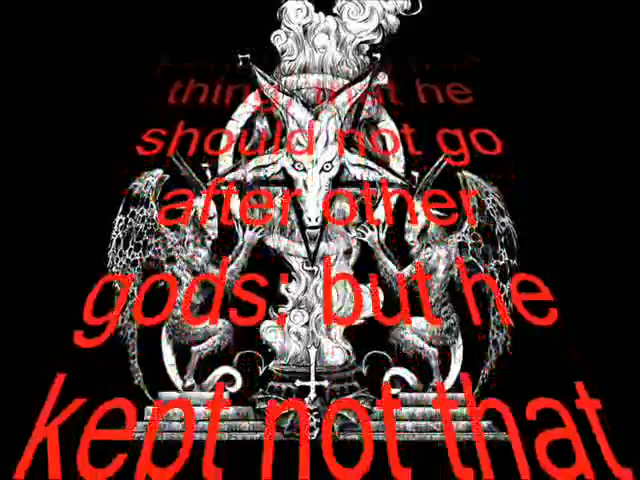 thing, that he
should not go
after other
gods: but he
kept not that